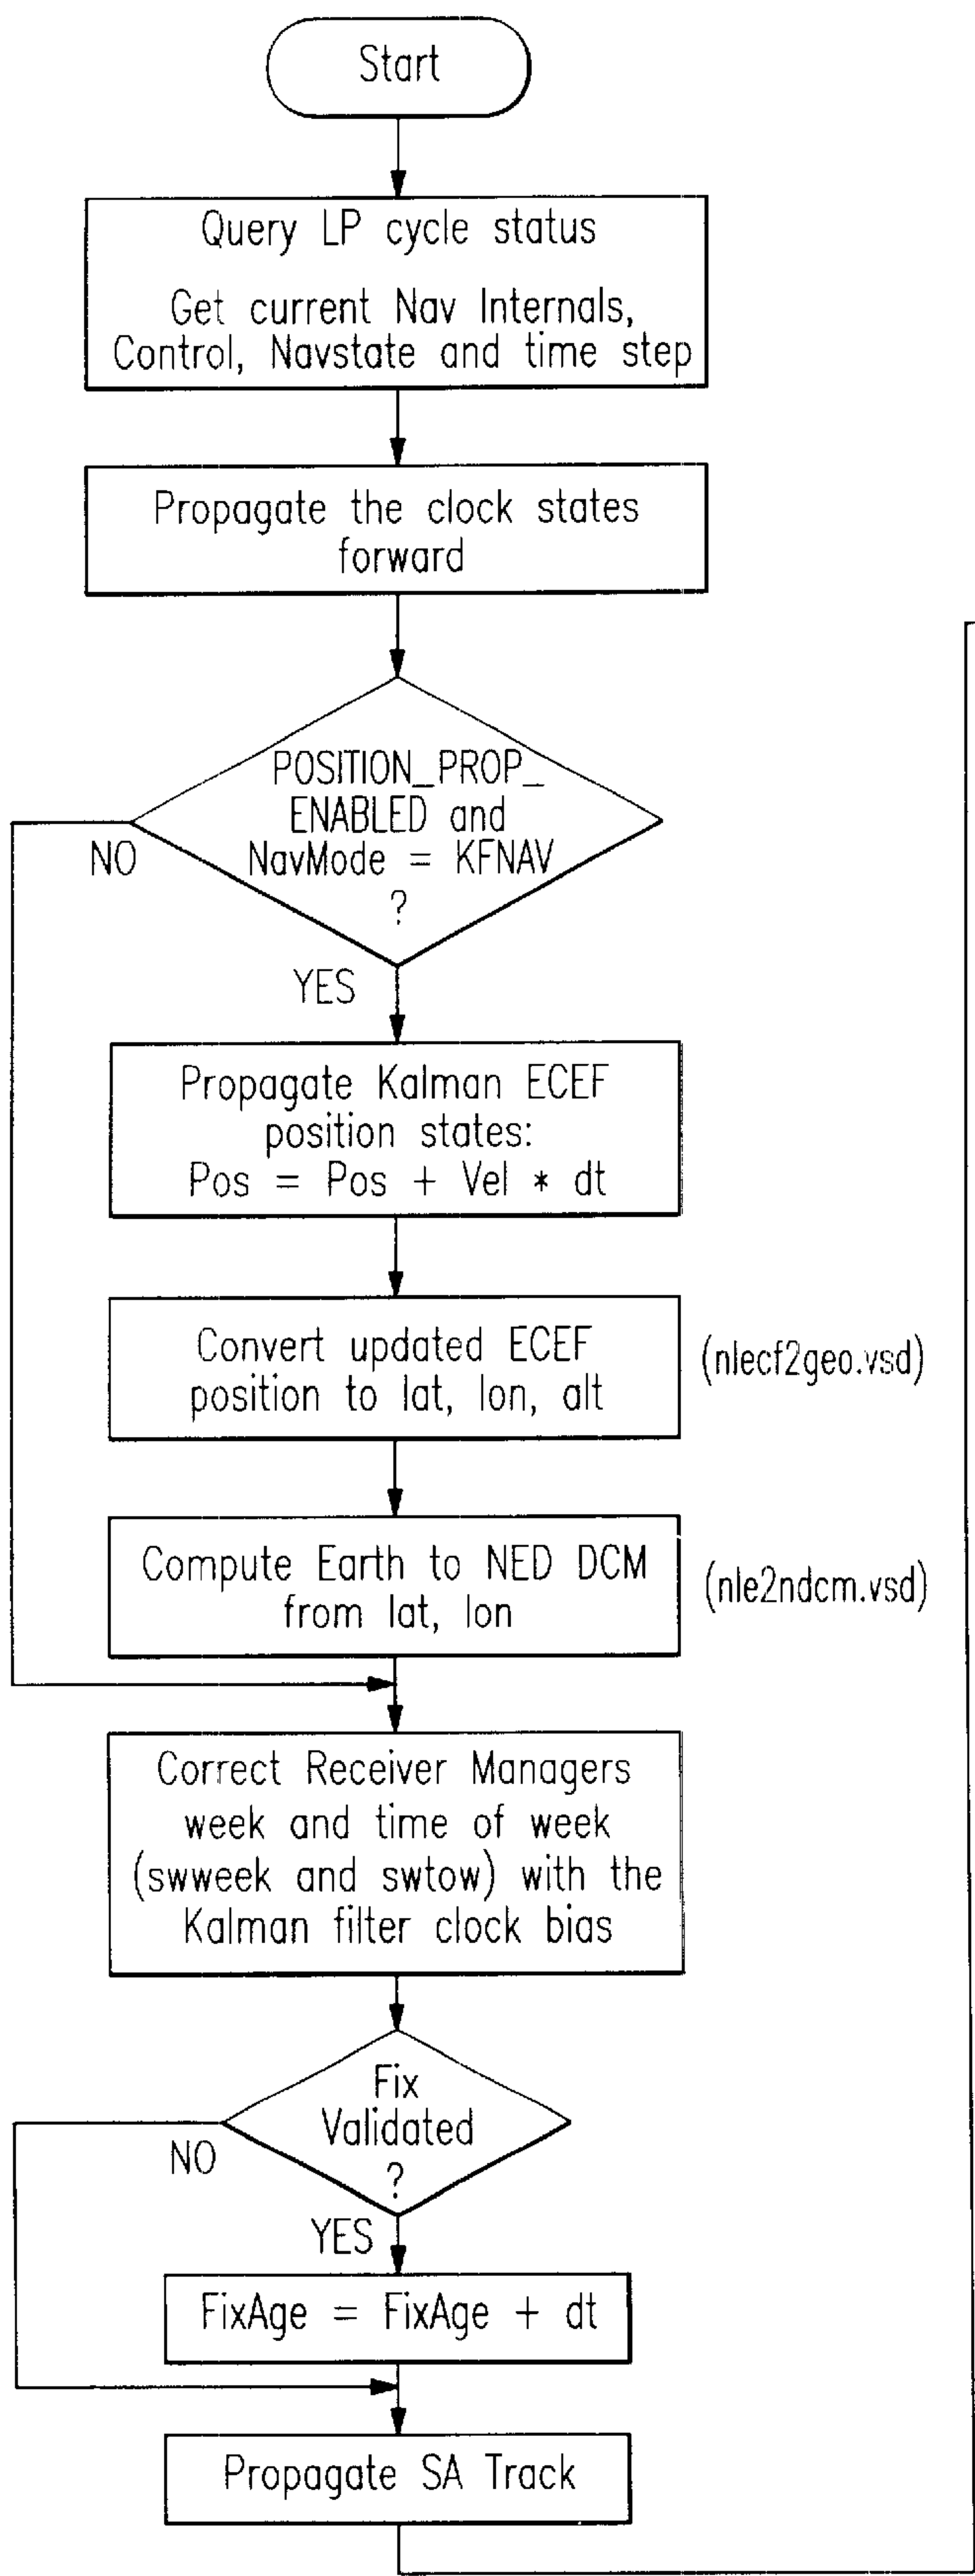 Start
Query LP cycle status
Get current Nav Internals,
Control, Navstate and time step
Propagate the clock states
forward
POSITION_PROP_
ENABLED and
NavMode = KFNAV
?
NO
YES
Propagate Kalman ECEF
position states:
Pos = Pos + Vel * dt
Convert updated ECEF
position to lat, lon, alt
(nlecf2geo.vsd)
Compute Earth to NED DCM
from lat, lon
(nle2ndcm.vsd)
Correct Receiver Managers
week and time of week
(swweek and swtow) with the
Kalman filter clock bias
Fix
Validated
?
NO
YES
FixAge = FixAge + dt
Propagate SA Track